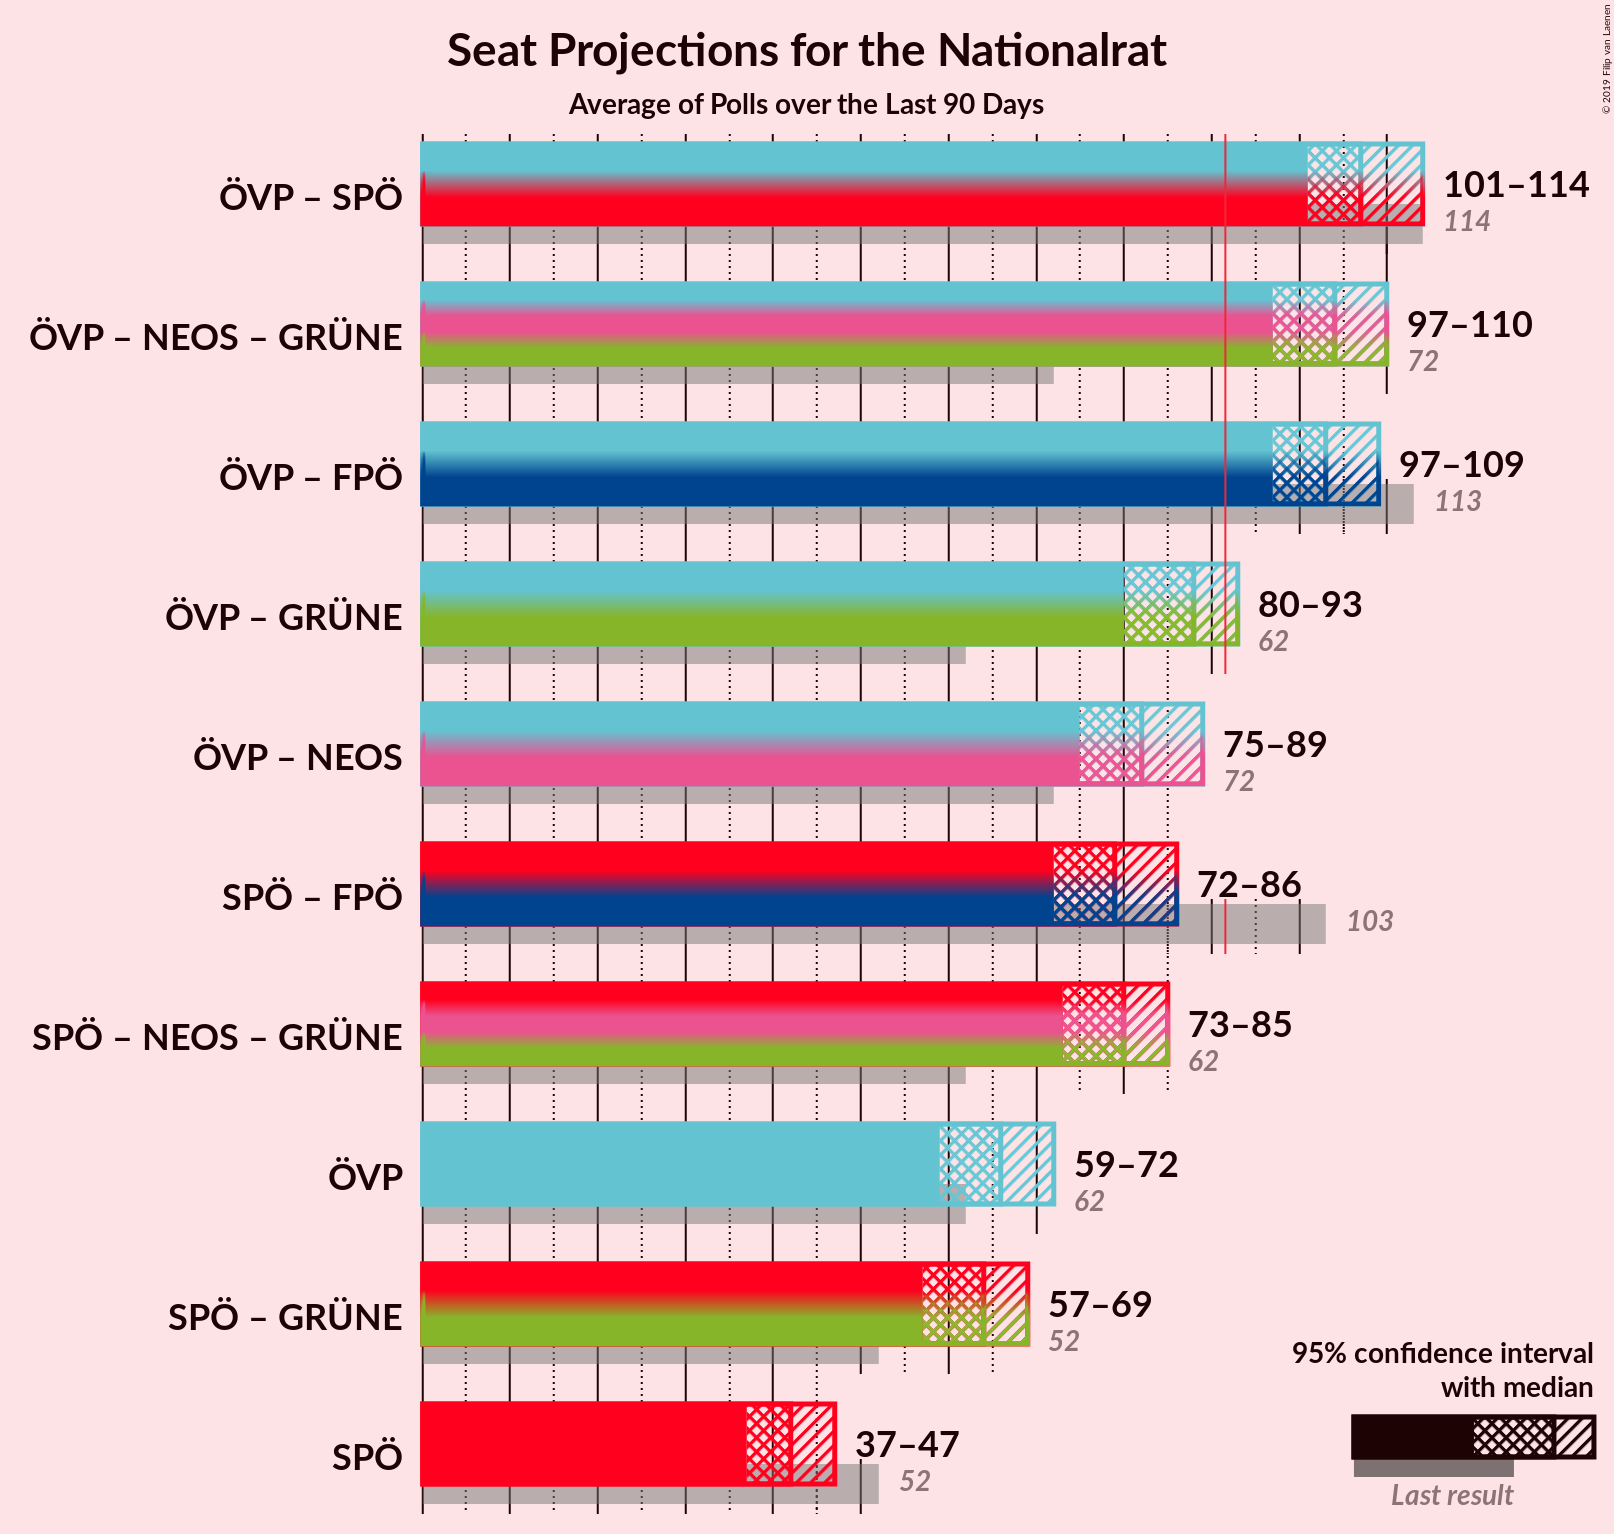 Seat Projections for the Nationalrat
Average of Polls over the Last 90 Days
© 2019 Filip van Laenen
ÖVP – SPÖ
101–114
114
ÖVP – NEOS – GRÜNE
97–110
72
ÖVP – FPÖ
97–109
113
ÖVP – GRÜNE
80–93
62
ÖVP – NEOS
75–89
72
SPÖ – FPÖ
72–86
103
SPÖ – NEOS – GRÜNE
73–85
62
ÖVP
59–72
62
SPÖ – GRÜNE
57–69
52
SPÖ
37–47
52
95% confidence interval
with median
Last result